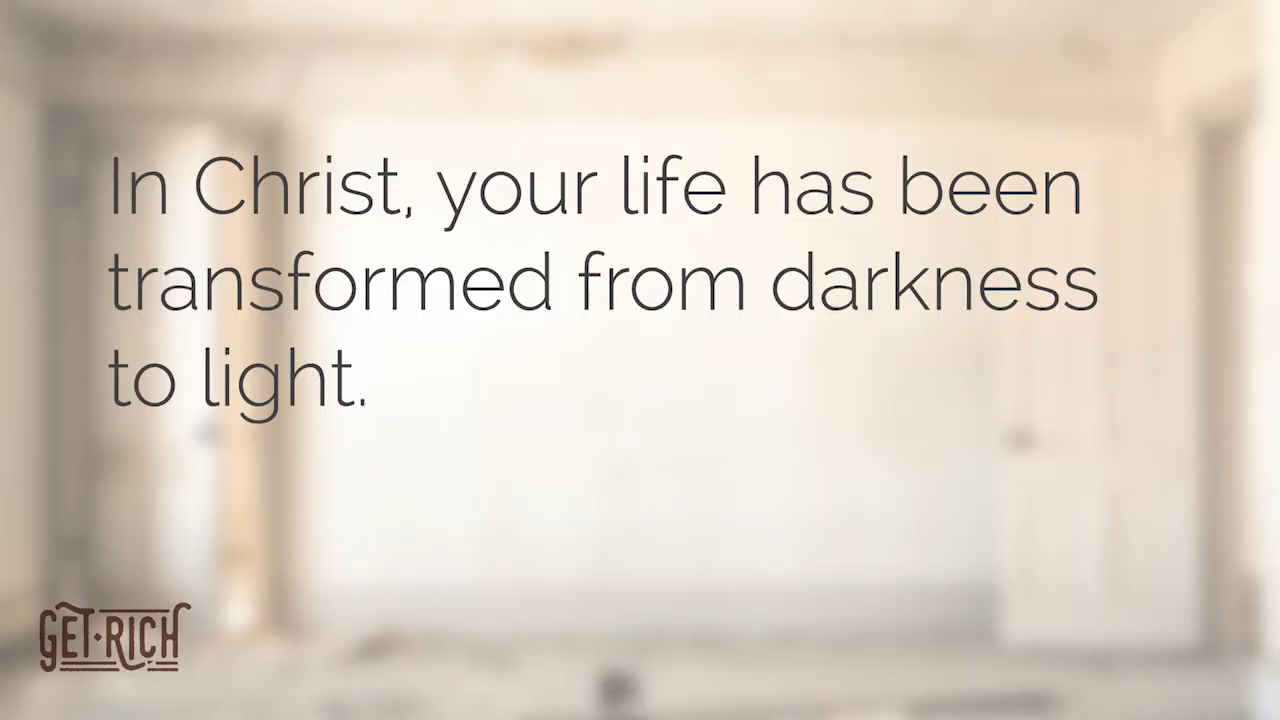 In Christ, your life has been
transformed from darkness
to light.
GET·RICH